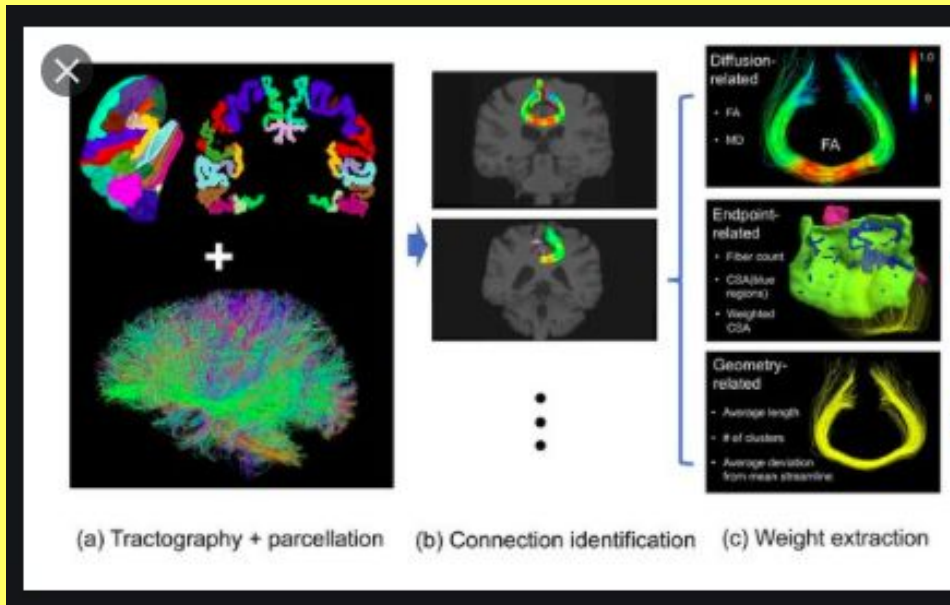 Diffusion-
related
• FA
• MD
FA
1.0
0
Endpoint-
related
• Fiber count
• CSA(blue
regions)
• Weighted
CSA
Geometry-
related
• Average length
• # of clusters
• Average deviation
from mean streamline
(a) Tractography + parcellation
(b) Connection identification
(c) Weight extraction